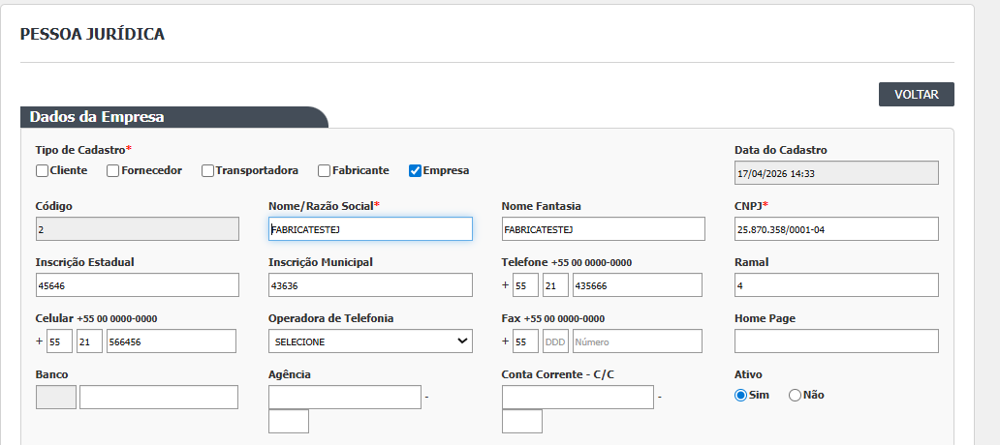 PESSOA JURÍDICA
VOLTAR
Dados da Empresa
Tipo de Cadastro* Data do Cadastro
Cliente Fornecedor Transportadora Fabricante Empresa 17/04/2026 14:33
Código Nome/Razão Social* Nome Fantasia CNPJ*
2 FABRICATESTEJ FABRICATESTEJ 25.870.358/0001-04
Inscrição Estadual Inscrição Municipal Telefone +55 00 0000-0000 Ramal
45646 43636 + 55 21 435666 4
Celular +55 00 0000-0000 Operadora de Telefonia Fax +55 00 0000-0000 Home Page
+ 55 21 566456 SELECIONE + 55 DDD Número
Banco Agência Conta Corrente - C/C Ativo
- - Sim Não